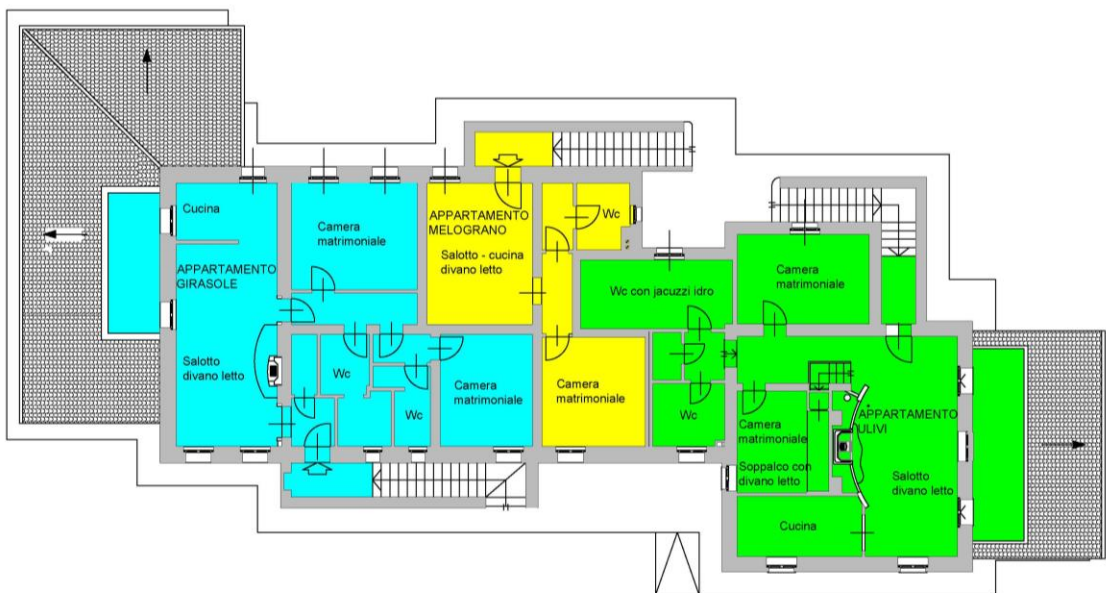 Cucina
APPARTAMENTO
GIRASOLE
Salotto
divano letto
Camera
matrimoniale
Wc
Wc
Camera
matrimoniale
APPARTAMENTO
MELOGRANO
Salotto - cucina
divano letto
Wc
Camera
matrimoniale
Wc con jacuzzi idro
Camera
matrimoniale
Wc
Camera
matrimoniale
Soppalco con
divano letto
APPARTAMENTO
ULIVI
Salotto
divano letto
Cucina